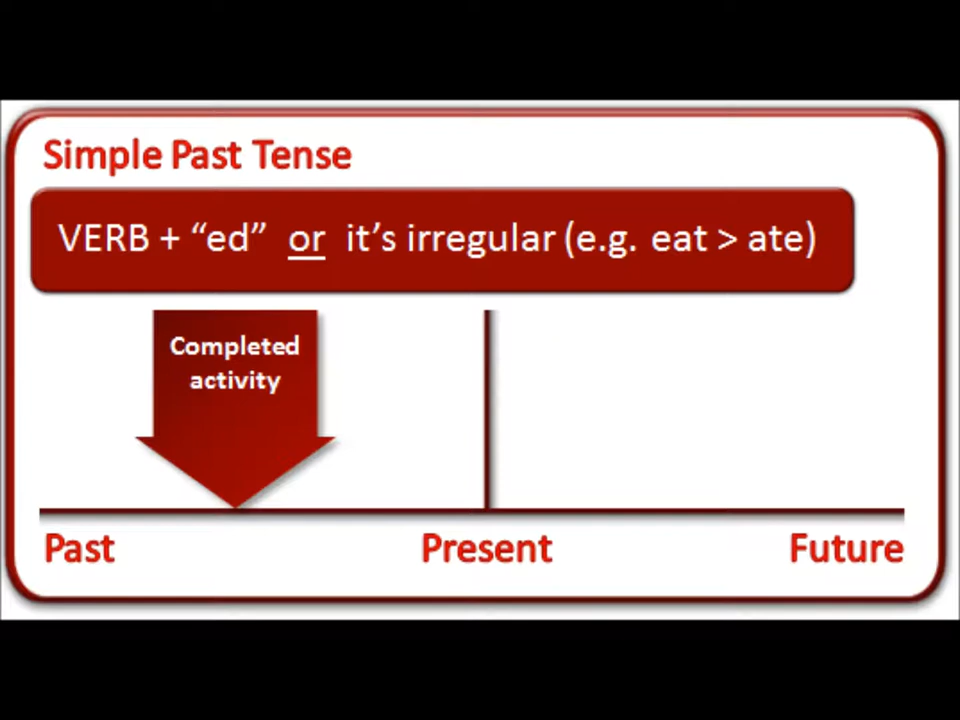 Simple Past Tense
VERB + “ed” or it’s irregular (e.g. eat > ate)
Completed
activity
Past Present Future